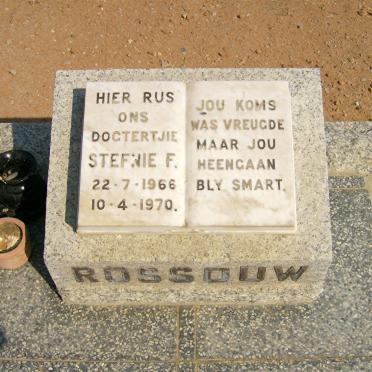 HIER RUS
ONS
DOGTERTJIE
STEFNIE F.
22-7-1966
10-4-1970.
JOU KOMS
WAS VREUGDE
MAAR JOU
HEENGAAN
BLY SMART.
ROSSOUW